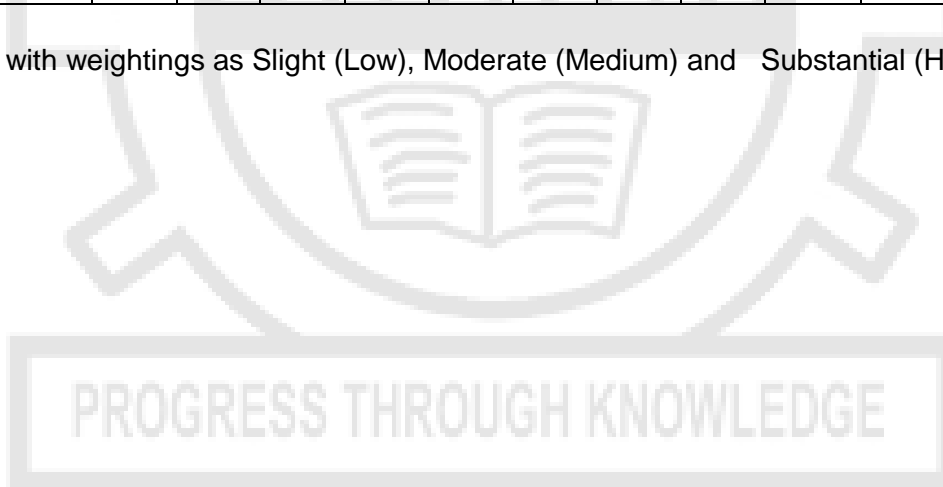 with weightings as Slight (Low), Moderate (Medium) and Substantial (H
PROGRESS THROUGH KNOWLEDGE